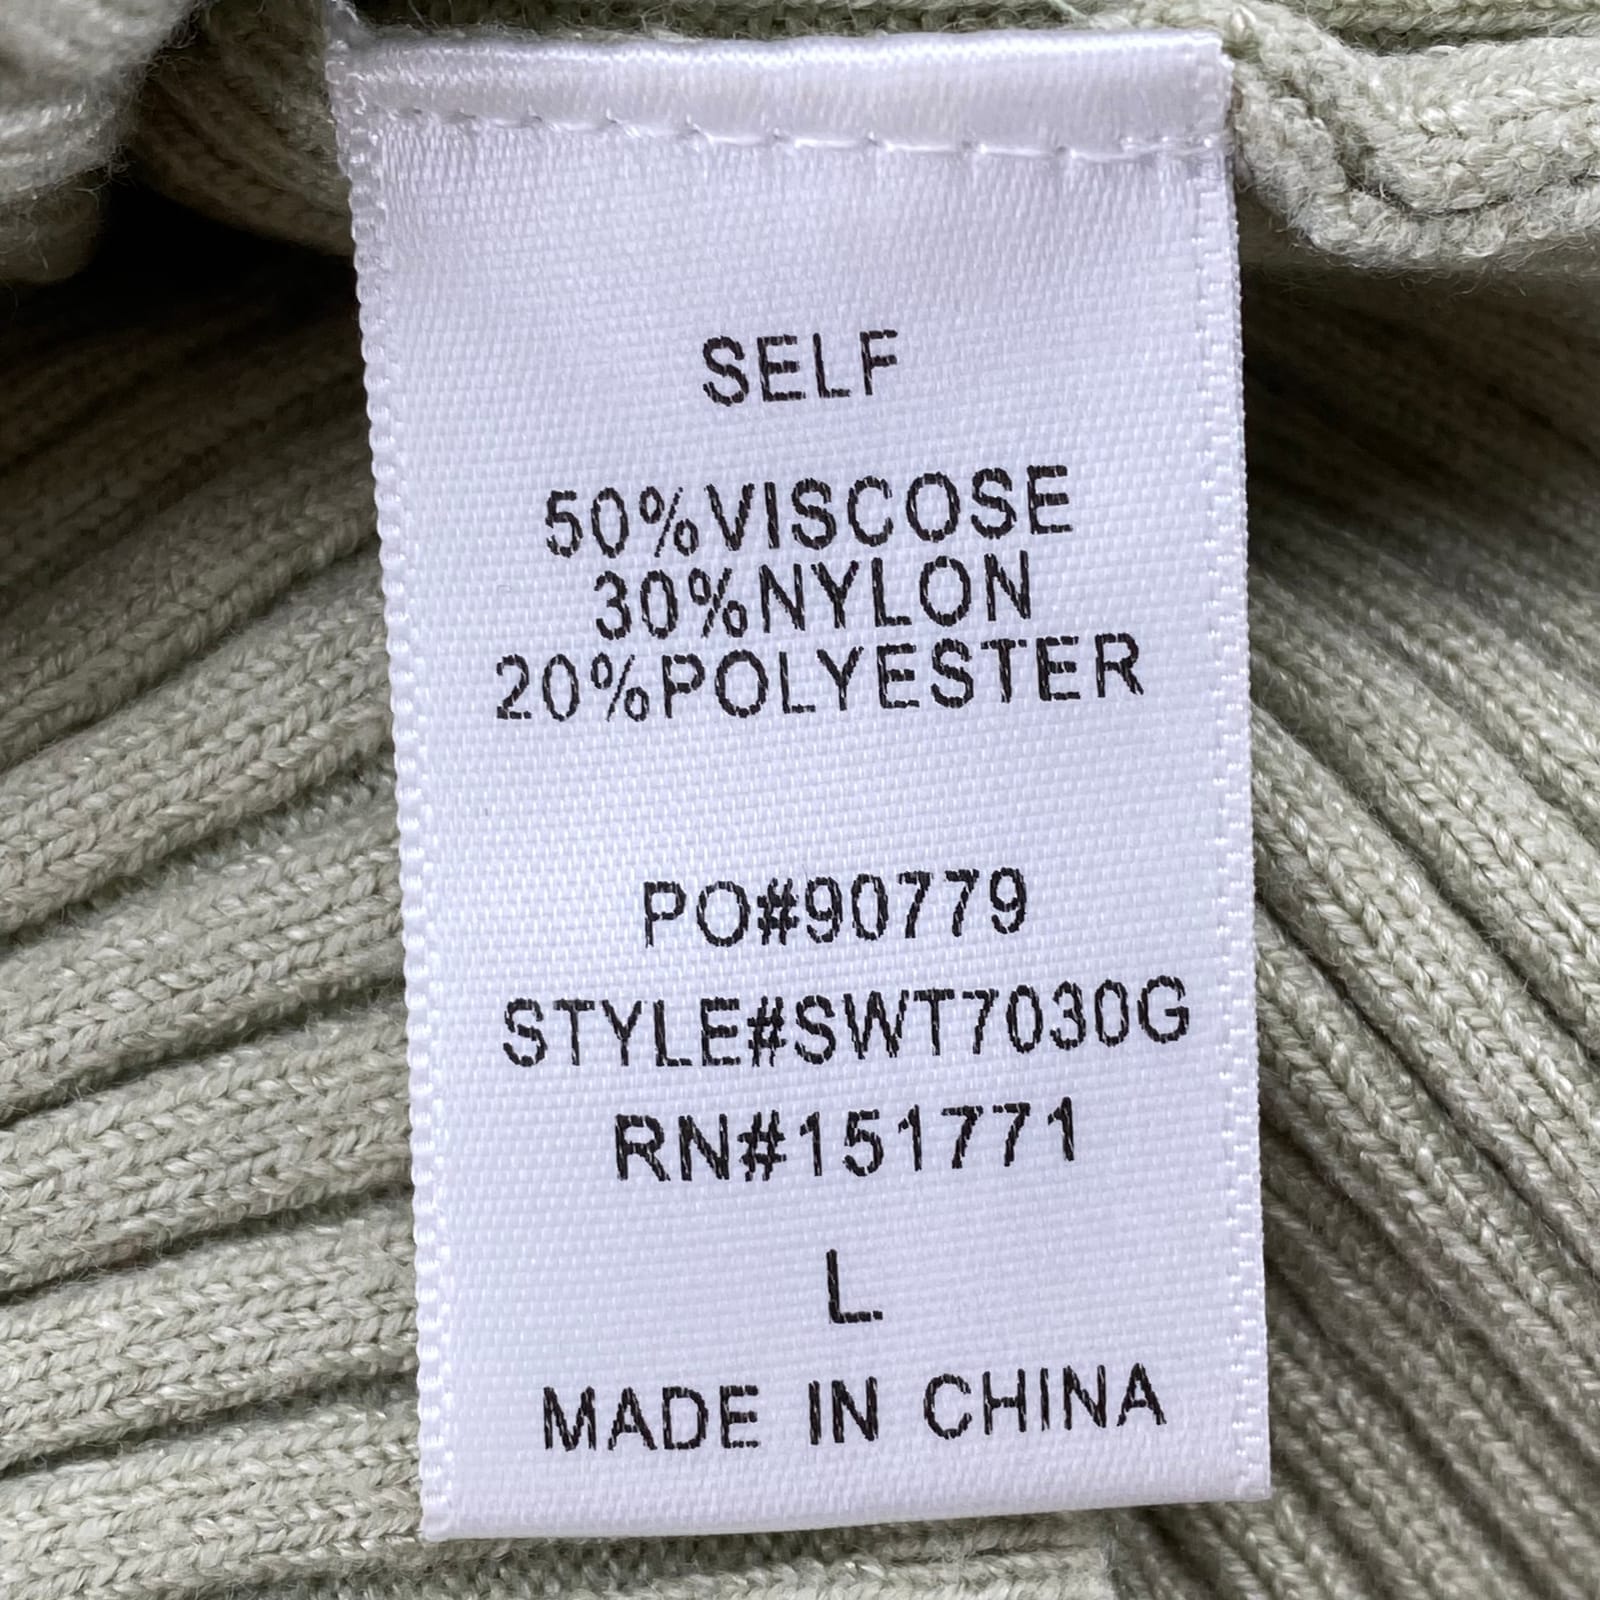 SELF
50%VISCOSE
30%NYLON
20%POLYESTER
PO#90779
STYLE#SWT7030G
RN#151771
L
MADE IN CHINA